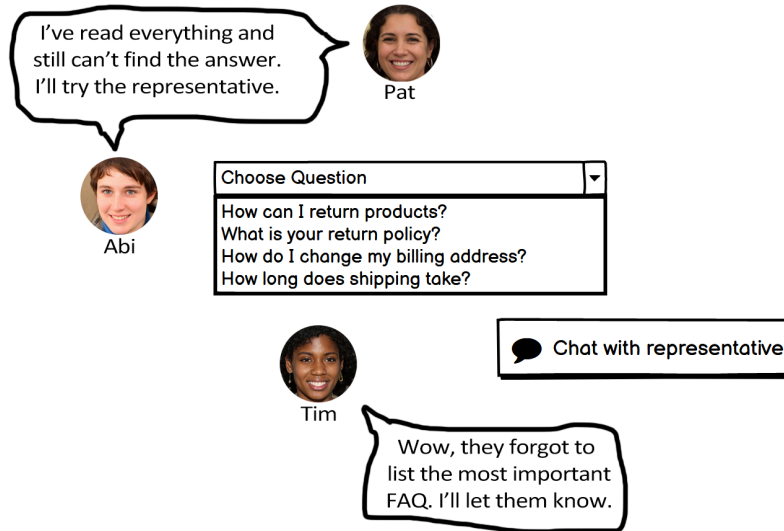 I've read everything and
still can't find the answer.
I'll try the representative.
Pat
Abi
Choose Question
How can I return products?
What is your return policy?
How do I change my billing address?
How long does shipping take?
Chat with representative
Tim
Wow, they forgot to
list the most important
FAQ. I'll let them know.